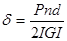 δ = Pnd / 2IGI